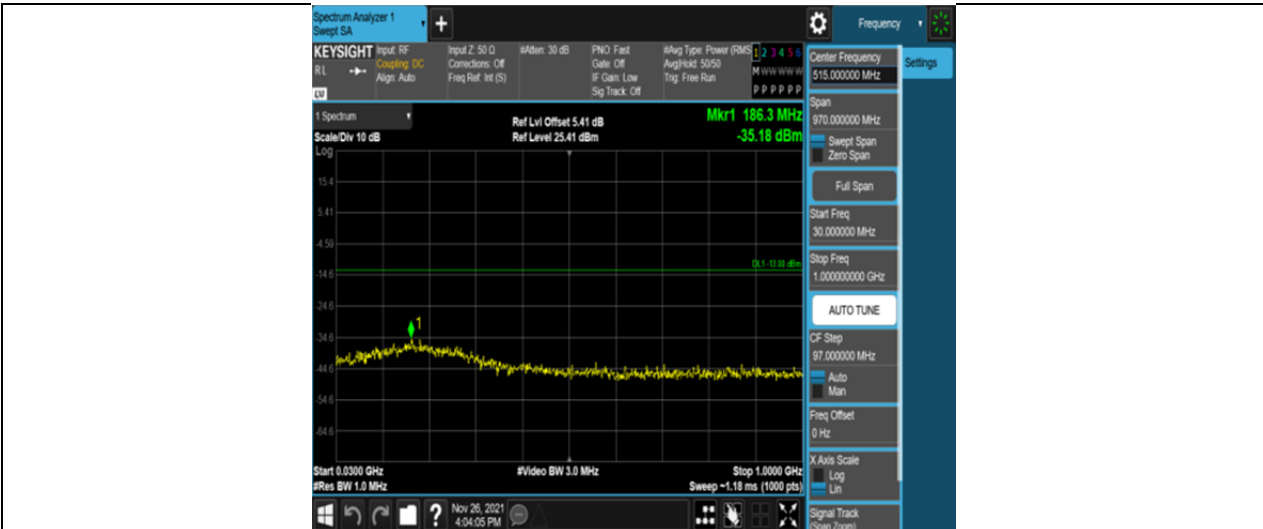 Spectrum Analyzer 1
Swept SA
+
Frequency
KEYSIGHT
RL
Input: RF
Coupling: DC
Align: Auto
Input Z: 50 Ω
Corrections: Off
Freq Ref: Int (S)
#Atten: 30 dB
PNO: Fast
Gate: Off
IF Gain: Low
Sig Track: Off
#Avg Type: Power (RMS
Avg|Hold: 50/50
Trig: Free Run
1 2 3 4 5 6
M W W W W W
P P P P P P
1 Spectrum
Scale/Div 10 dB
Log
Ref Lvl Offset 5.41 dB
Ref Level 25.41 dBm
Mkr1 186.3 MHz
-35.18 dBm
15.4
5.41
-4.59
-14.6
-24.6
-34.6
-44.6
-54.6
-64.6
DL1 -13.00 dBm
1
Start 0.0300 GHz
#Res BW 1.0 MHz
#Video BW 3.0 MHz
Stop 1.0000 GHz
Sweep ~1.18 ms (1000 pts)
?
Nov 26, 2021
4:04:05 PM
Center Frequency
515.000000 MHz
Settings
Span
970.000000 MHz
Swept Span
Zero Span
Full Span
Start Freq
30.000000 MHz
Stop Freq
1.000000000 GHz
AUTO TUNE
CF Step
97.000000 MHz
Auto
Man
Freq Offset
0 Hz
X Axis Scale
Log
Lin
Signal Track
(Span Zoom)